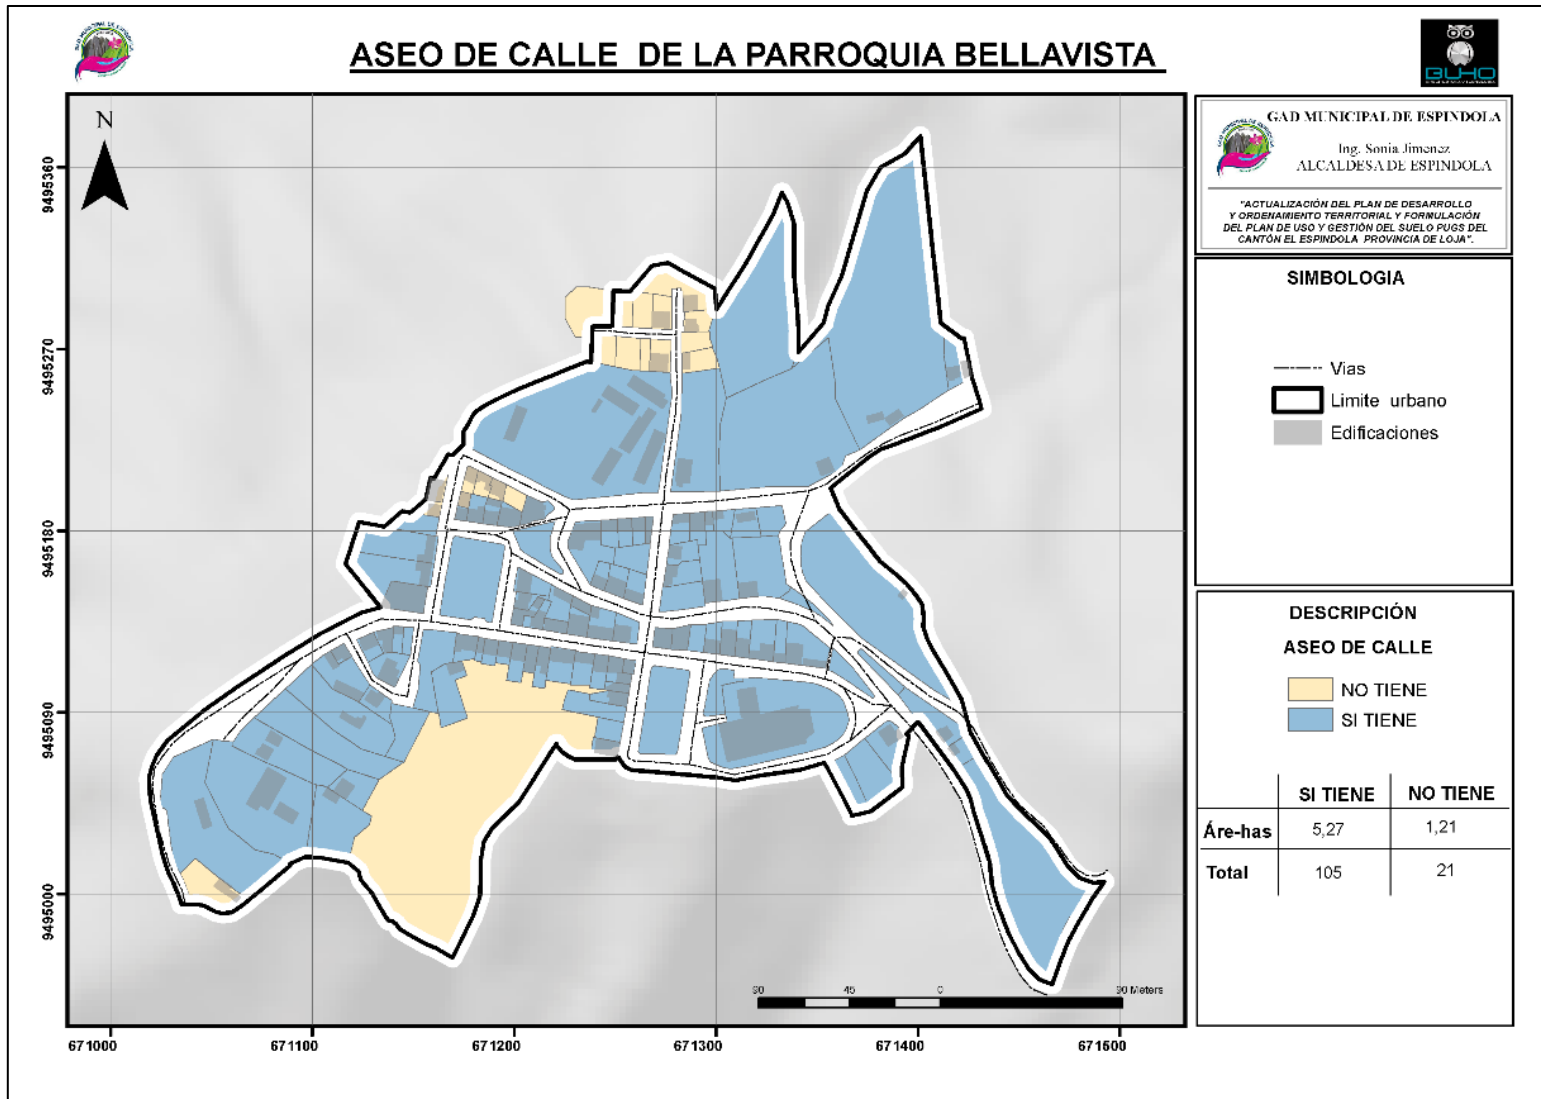 ASEO DE CALLE DE LA PARROQUIA BELLAVISTA
BUHO
GAD MUNICIPAL DE ESPINDOLA
Ing. Sonia Jimenez
ALCALDESA DE ESPINDOLA
"ACTUALIZACIÓN DEL PLAN DE DESARROLLO
Y ORDENAMIENTO TERRITORIAL Y FORMULACIÓN
DEL PLAN DE USO Y GESTIÓN DEL SUELO PUGS DEL
CANTÓN EL ESPINDOLA PROVINCIA DE LOJA".
SIMBOLOGIA
Vias
Limite urbano
Edificaciones
DESCRIPCIÓN
ASEO DE CALLE
NO TIENE
SI TIENE
SI TIENE NO TIENE
Áre-has 5,27 1,21
Total 105 21
N
9495360
9495270
9495180
9495090
9495000
90 45 0 90 Meters
671000 671100 671200 671300 671400 671500